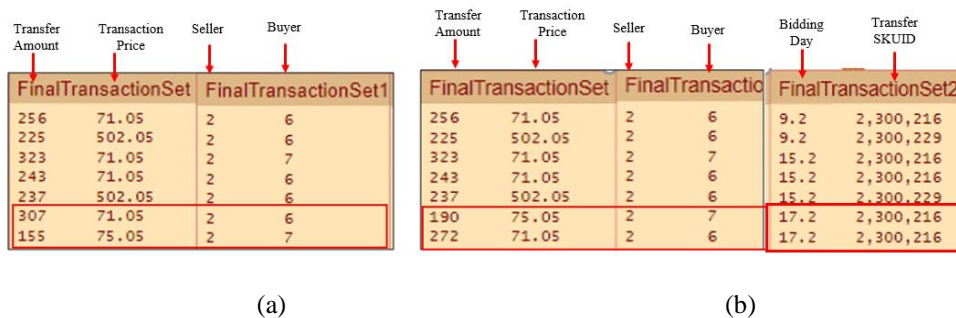 Transfer Amount Transaction Price Seller Buyer
FinalTransactionSet FinalTransactionSet1
256 71.05 2 6
225 502.05 2 6
323 71.05 2 7
243 71.05 2 6
237 502.05 2 6
307 71.05 2 6
155 75.05 2 7
(a)
Transfer Amount Transaction Price Seller Buyer Bidding Day Transfer SKUID
FinalTransactionSet FinalTransactio FinalTransactionSet2
256 71.05 2 6 9.2 2,300,216
225 502.05 2 6 9.2 2,300,229
323 71.05 2 7 15.2 2,300,216
243 71.05 2 6 15.2 2,300,216
237 502.05 2 6 15.2 2,300,229
190 75.05 2 7 17.2 2,300,216
272 71.05 2 6 17.2 2,300,216
(b)